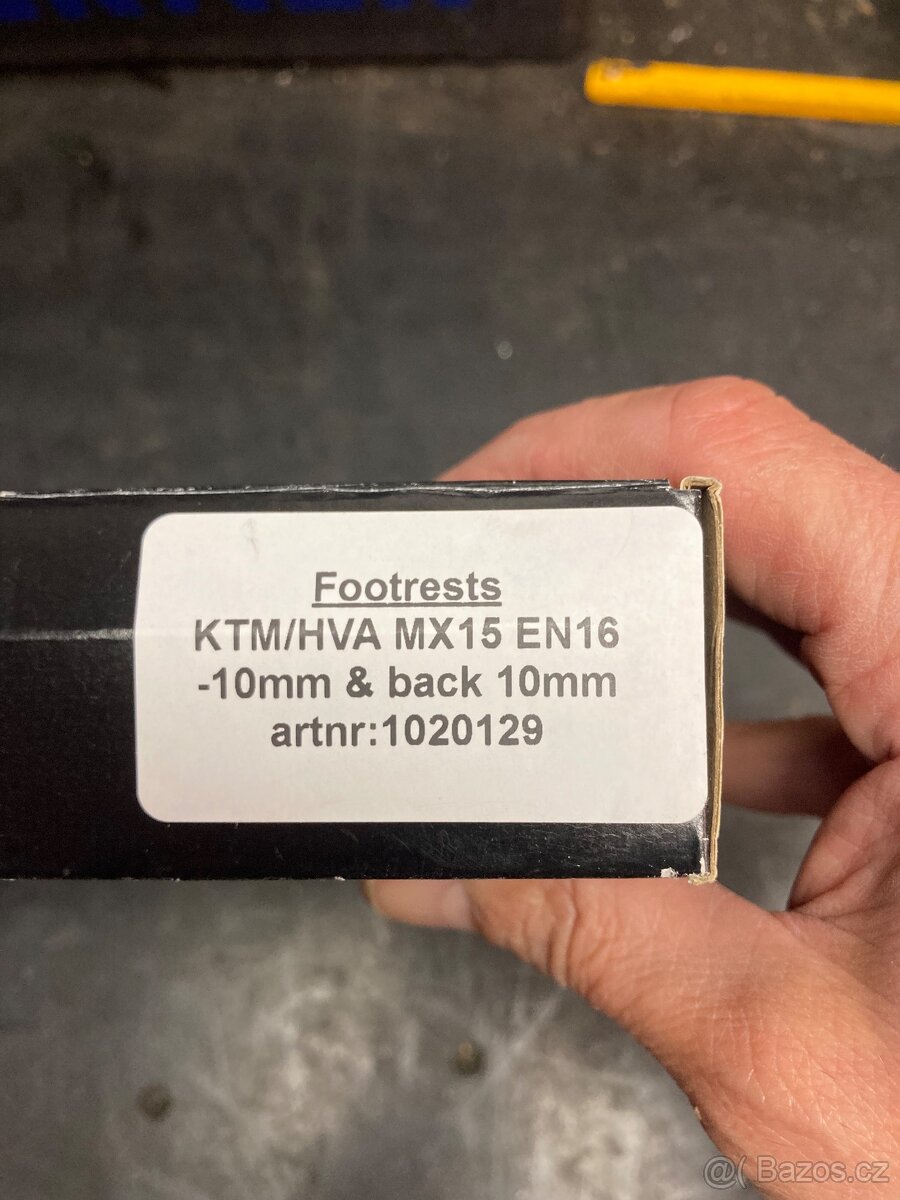 Footrests
KTM/HVA MX15 EN16
-10mm & back 10mm
artnr:1020129
@( Bazos.cz